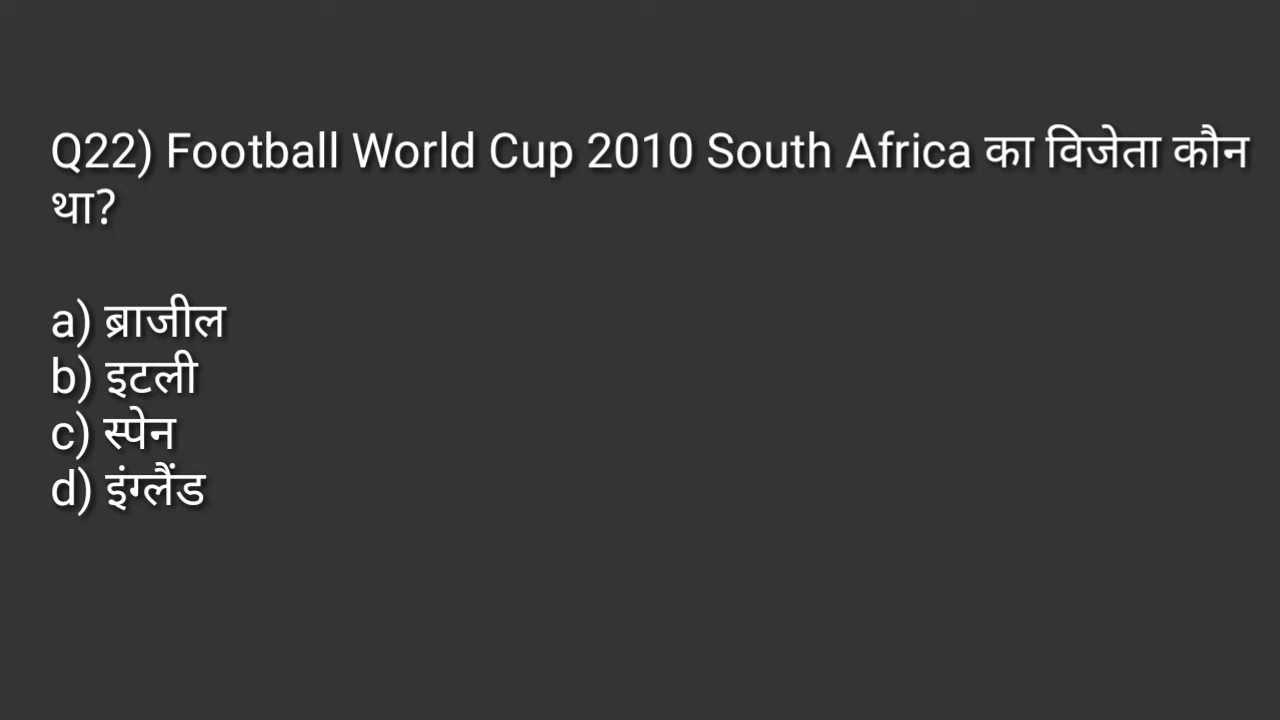 Q22) Football World Cup 2010 South Africa का विजेता कौन
था?
a) ब्राजील
b) इटली
c) स्पेन
d) इंग्लैंड